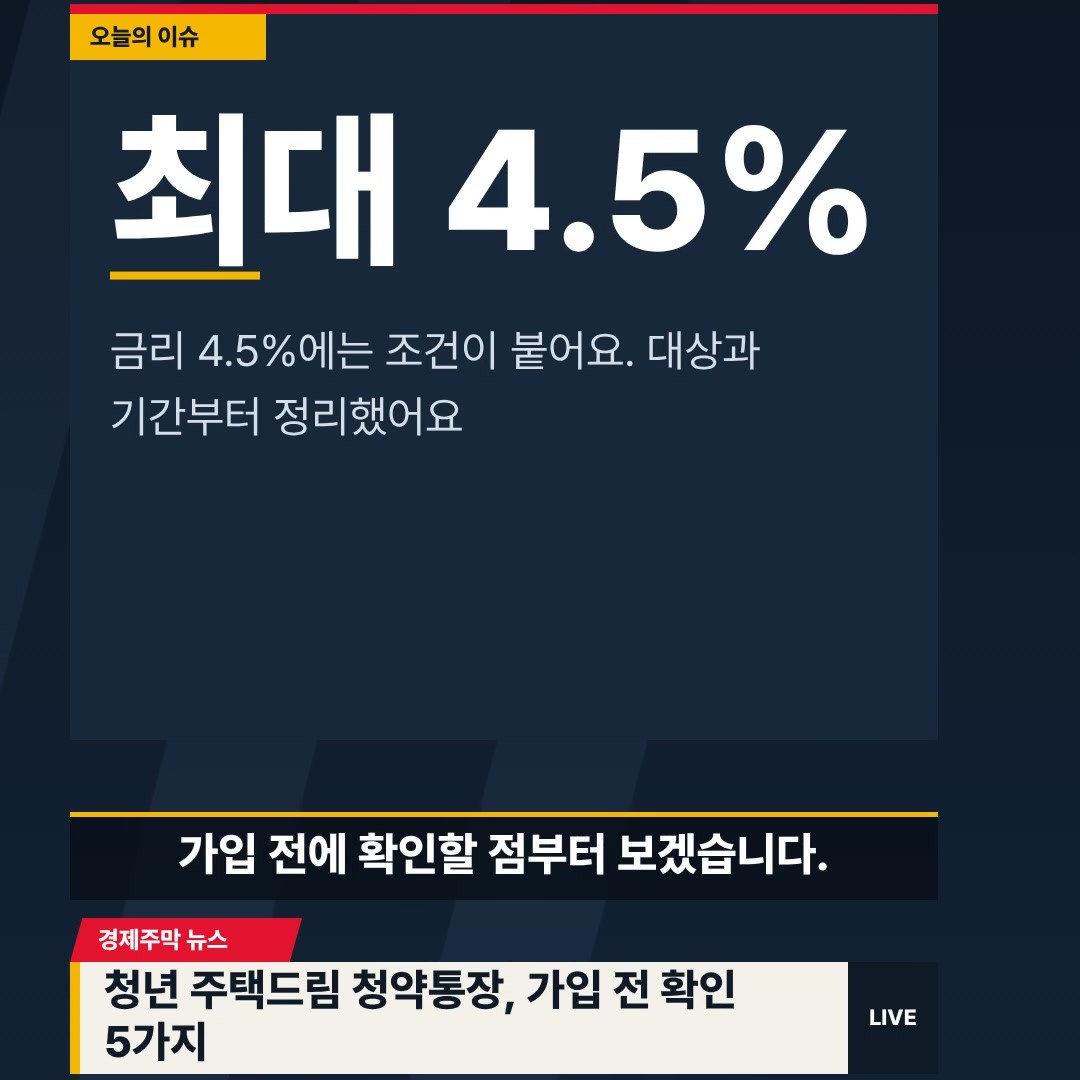 오늘의 이슈
최대 4.5%
금리 4.5%에는 조건이 붙어요. 대상과
기간부터 정리했어요
가입 전에 확인할 점부터 보겠습니다.
경제주막 뉴스
청년 주택드림 청약통장, 가입 전 확인
5가지
LIVE